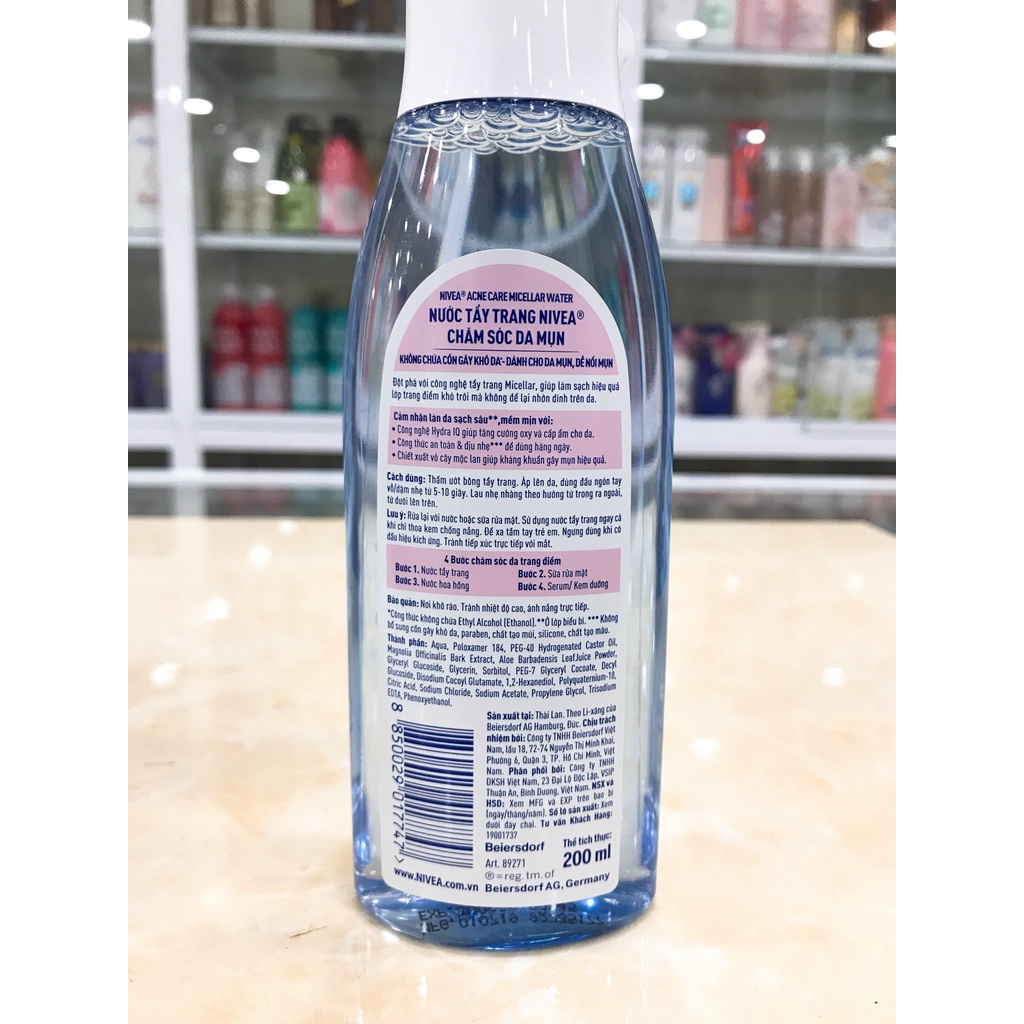 NIVEA® ACNE CARE MICELLAR WATER
NƯỚC TẨY TRANG NIVEA®
CHĂM SÓC DA MỤN
KHÔNG CHỨA CỒN GÂY KHÔ DA* - DÀNH CHO DA MỤN, DỄ NỔI MỤN
Đột phá với công nghệ tẩy trang Micellar, giúp làm sạch hiệu quả
lớp trang điểm khó trôi mà không để lại nhờn dính trên da.
Cảm nhận làn da sạch sâu**, mềm mịn với:
• Công nghệ Hydra IQ giúp tăng cường oxy và cấp ẩm cho da.
• Công thức an toàn & dịu nhẹ*** để dùng hàng ngày.
• Chiết xuất vỏ cây mộc lan giúp kháng khuẩn gây mụn hiệu quả.
Cách dùng: Thấm ướt bông tẩy trang. Áp lên da, dùng đầu ngón tay
vỗ/dặm nhẹ từ 5-10 giây. Lau nhẹ nhàng theo hướng từ trong ra ngoài,
từ dưới lên trên.
Lưu ý: Rửa lại với nước hoặc sữa rửa mặt. Sử dụng nước tẩy trang ngay cả
khi chỉ thoa kem chống nắng. Để xa tầm tay trẻ em. Ngưng dùng khi có
dấu hiệu kích ứng. Tránh tiếp xúc trực tiếp với mắt.
4 Bước chăm sóc da trang điểm
Bước 1. Nước tẩy trang Bước 2. Sữa rửa mặt
Bước 3. Nước hoa hồng Bước 4. Serum/ Kem dưỡng
Bảo quản: Nơi khô ráo. Tránh nhiệt độ cao, ánh nắng trực tiếp.
*Công thức không chứa Ethyl Alcohol (Ethanol).**Ở lớp biểu bì. ***Không
bổ sung cồn gây khô da, paraben, chất tạo mùi, silicone, chất tạo màu.
Thành phần: Aqua, Poloxamer 184, PEG-40 Hydrogenated Castor Oil,
Magnolia Officinalis Bark Extract, Aloe Barbadensis LeafJuice Powder,
Glyceryl Glucoside, Glycerin, Sorbitol, PEG-7 Glyceryl Cocoate, Decyl
Glucoside, Disodium Cocoyl Glutamate, 1,2-Hexanediol, Polyquaternium-10,
Citric Acid, Sodium Chloride, Sodium Acetate, Propylene Glycol, Trisodium
EDTA, Phenoxyethanol.
8 850029 017747 >
www.NIVEA.com.vn
Sản xuất tại: Thái Lan. Theo Li-xăng của
Beiersdorf AG Hamburg, Đức. Chịu trách
nhiệm bởi: Công ty TNHH Beiersdorf Việt
Nam, lầu 18, 72-74 Nguyễn Thị Minh Khai,
Phường 6, Quận 3, TP. Hồ Chí Minh, Việt
Nam. Phân phối bởi: Công ty TNHH
DKSH Việt Nam, 23 Đại Lộ Độc Lập, VSIP
Thuận An, Bình Dương, Việt Nam. NSX và
HSD: Xem MFG và EXP trên bao bì
(ngày/tháng/năm). Số lô sản xuất: Xem
dưới đáy chai. Tư vấn Khách Hàng:
19001737
Beiersdorf
Art. 89271
Thể tích thực:
200 ml
® = reg. tm. of
Beiersdorf AG, Germany